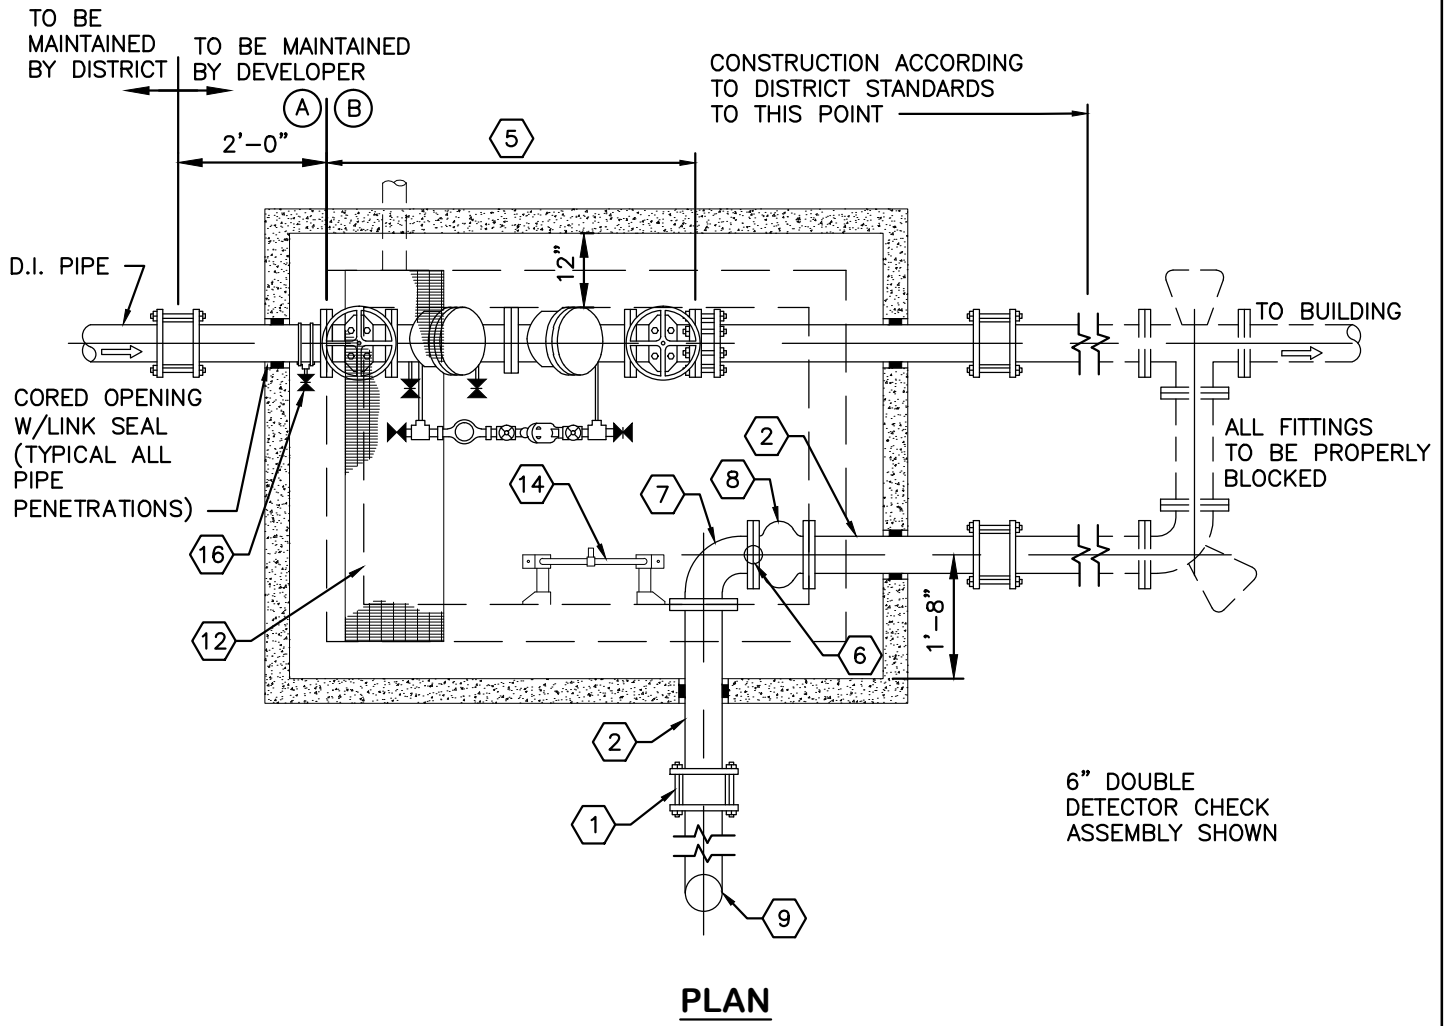 TO BE
MAINTAINED
BY DISTRICT
TO BE MAINTAINED
BY DEVELOPER
CONSTRUCTION ACCORDING
TO DISTRICT STANDARDS
TO THIS POINT
A
B
2'-0"
5
12"
D.I. PIPE
TO BUILDING
CORED OPENING
W/LINK SEAL
(TYPICAL ALL
PIPE
PENETRATIONS)
ALL FITTINGS
TO BE PROPERLY
BLOCKED
2
8
7
14
16
12
6
1'-8"
2
1
9
6" DOUBLE
DETECTOR CHECK
ASSEMBLY SHOWN
PLAN